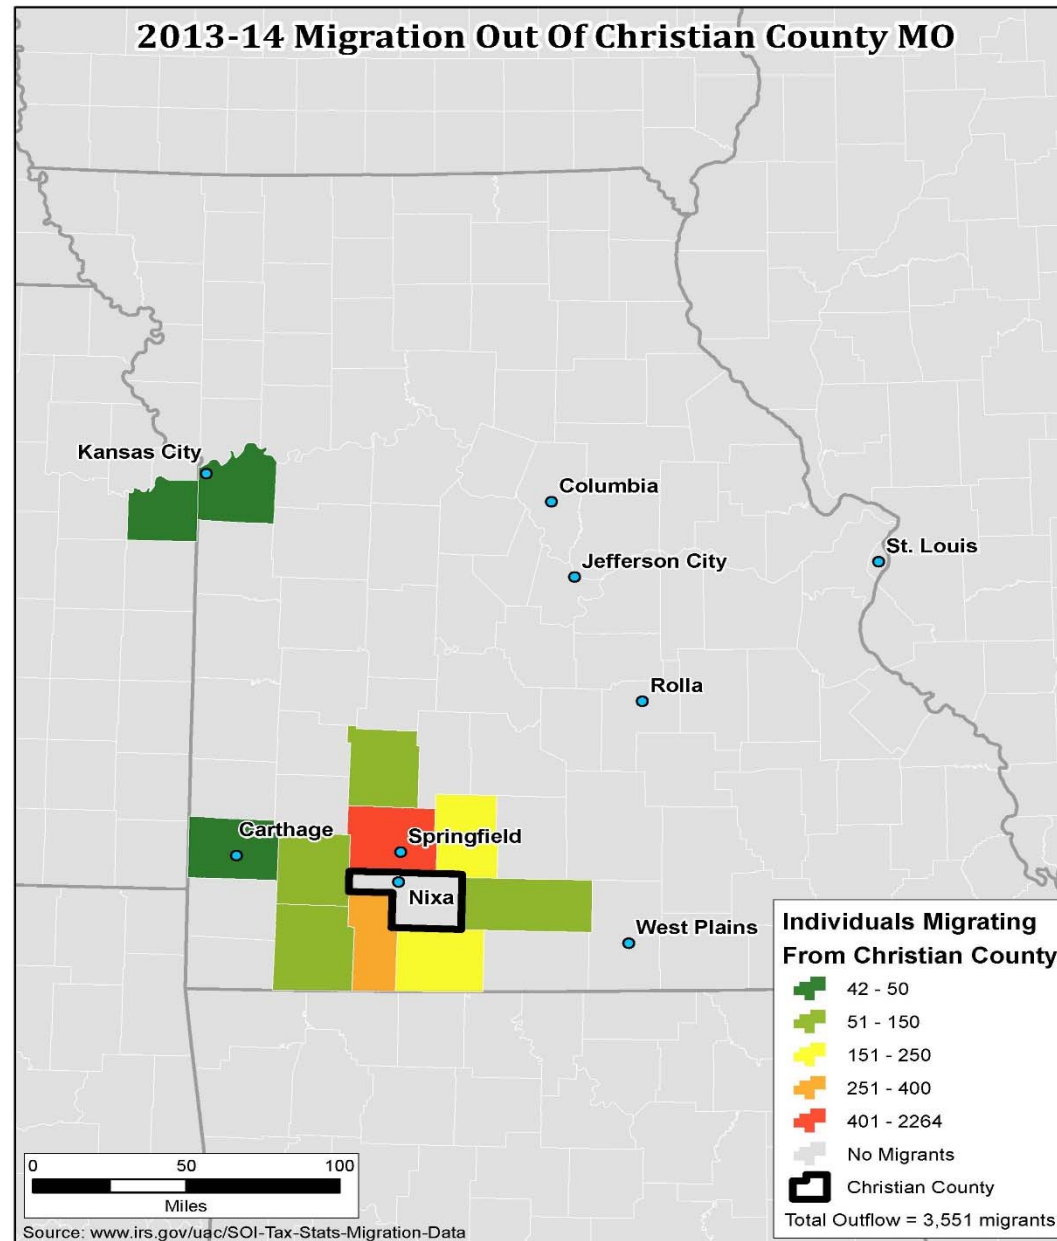 2013-14 Migration Out Of Christian County MO
Kansas City
Columbia
St. Louis
Jefferson City
Rolla
Carthage
Springfield
Nixa
West Plains
Individuals Migrating
From Christian County
42 - 50
51 - 150
151 - 250
251 - 400
401 - 2264
No Migrants
Christian County
Total Outflow = 3,551 migrants
0 50 100
Miles
Source: www.irs.gov/uac/SOI-Tax-Stats-Migration-Data